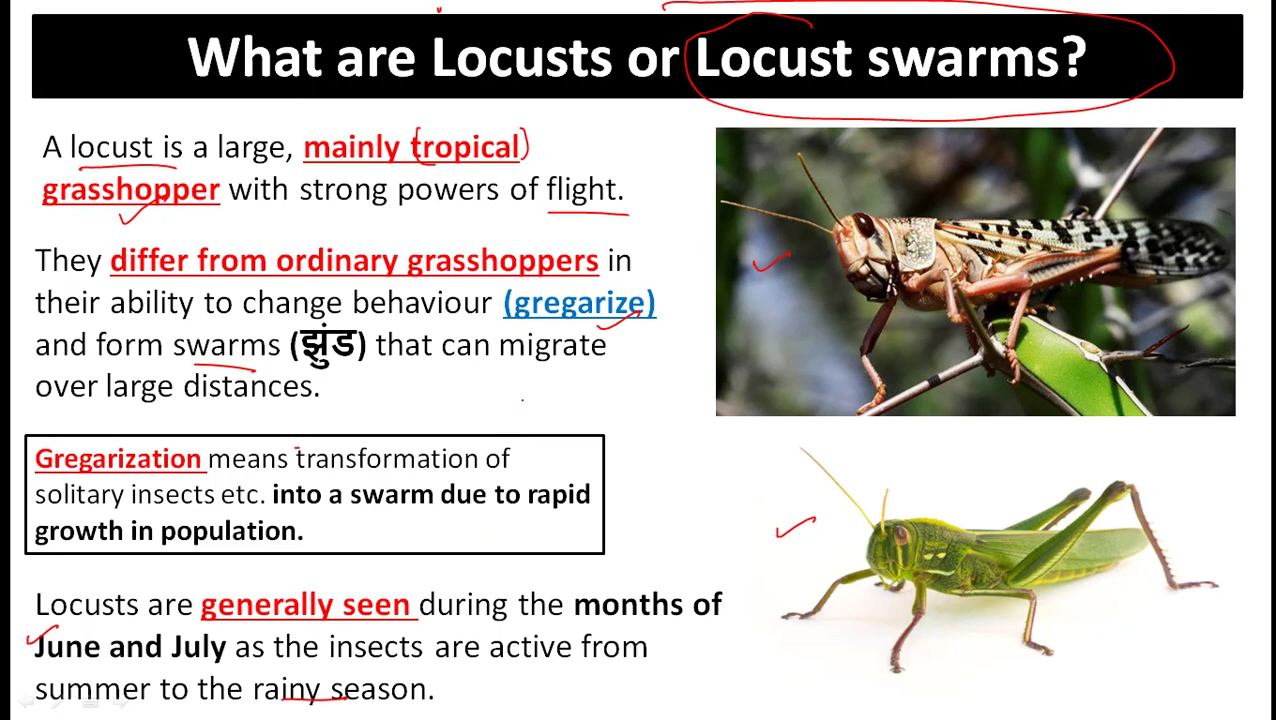 What are Locusts or Locust swarms?
A locust is a large, mainly tropical
grasshopper with strong powers of flight.
They differ from ordinary grasshoppers in
their ability to change behaviour (gregarize)
and form swarms (झुंड) that can migrate
over large distances.
Gregarization means transformation of
solitary insects etc. into a swarm due to rapid
growth in population.
Locusts are generally seen during the months of
June and July as the insects are active from
summer to the rainy season.